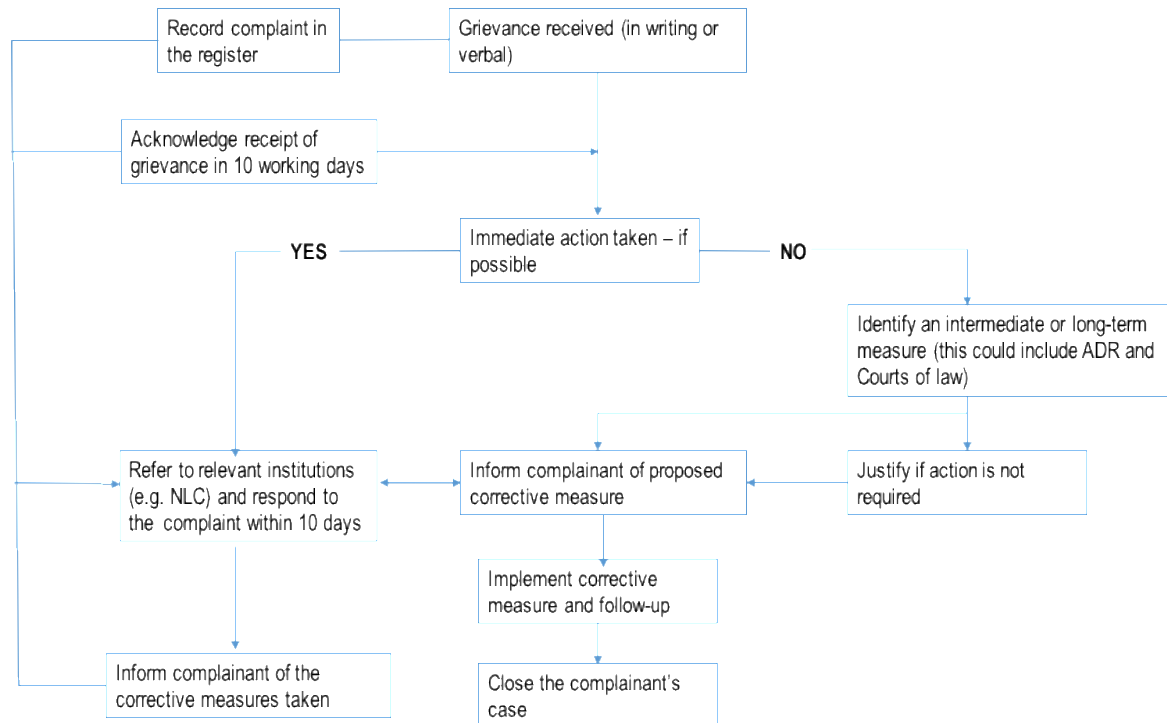 Record complaint in
the register
Grievance received (in writing or
verbal)
Acknowledge receipt of
grievance in 10 working days
YES
Immediate action taken – if
possible
NO
Identify an intermediate or long-term
measure (this could include ADR and
Courts of law)
Refer to relevant institutions
(e.g. NLC) and respond to
the complaint within 10 days
Inform complainant of proposed
corrective measure
Justify if action is not
required
Implement corrective
measure and follow-up
Inform complainant of the
corrective measures taken
Close the complainant's
case